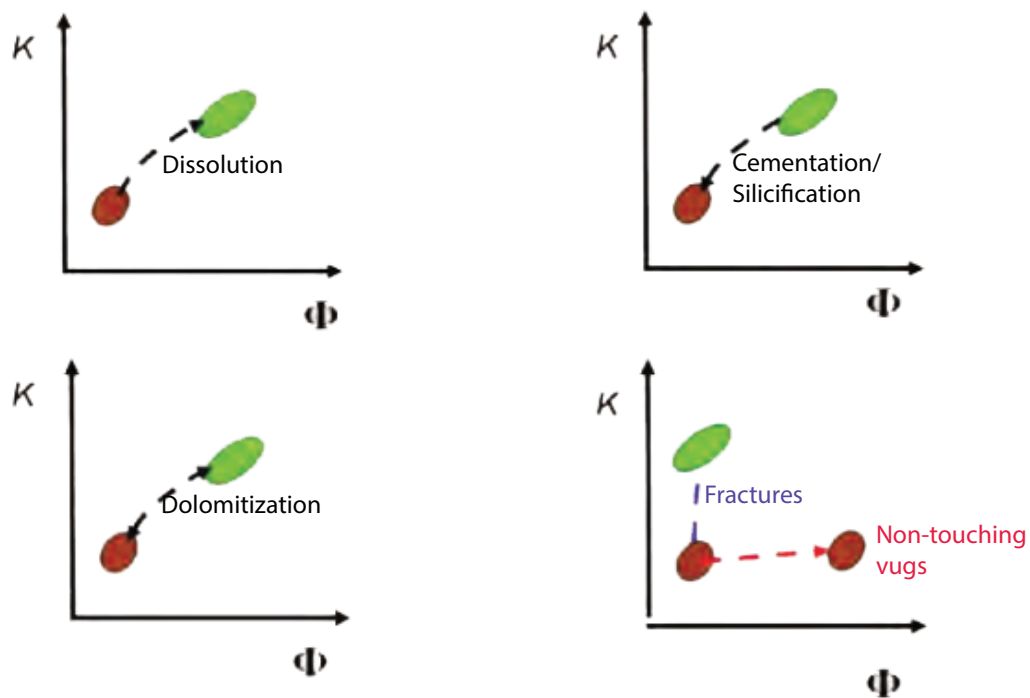 K
Dissolution
Φ
K
Cementation/
Silicification
Φ
K
Dolomitization
Φ
K
Fractures
Non-touching
vugs
Φ